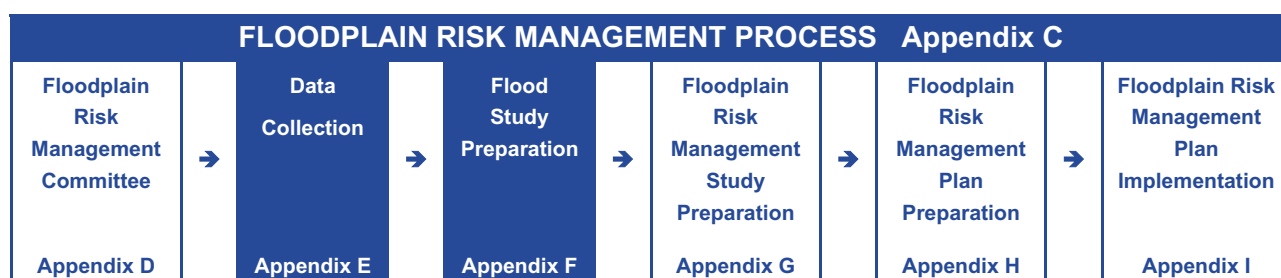 FLOODPLAIN RISK MANAGEMENT PROCESS Appendix C
Floodplain
Risk
Management
Committee
Appendix D
Data
Collection
Appendix E
Flood
Study
Preparation
Appendix F
Floodplain
Risk
Management
Study
Preparation
Appendix G
Floodplain
Risk
Management
Plan
Preparation
Appendix H
Floodplain Risk
Management
Plan
Implementation
Appendix I